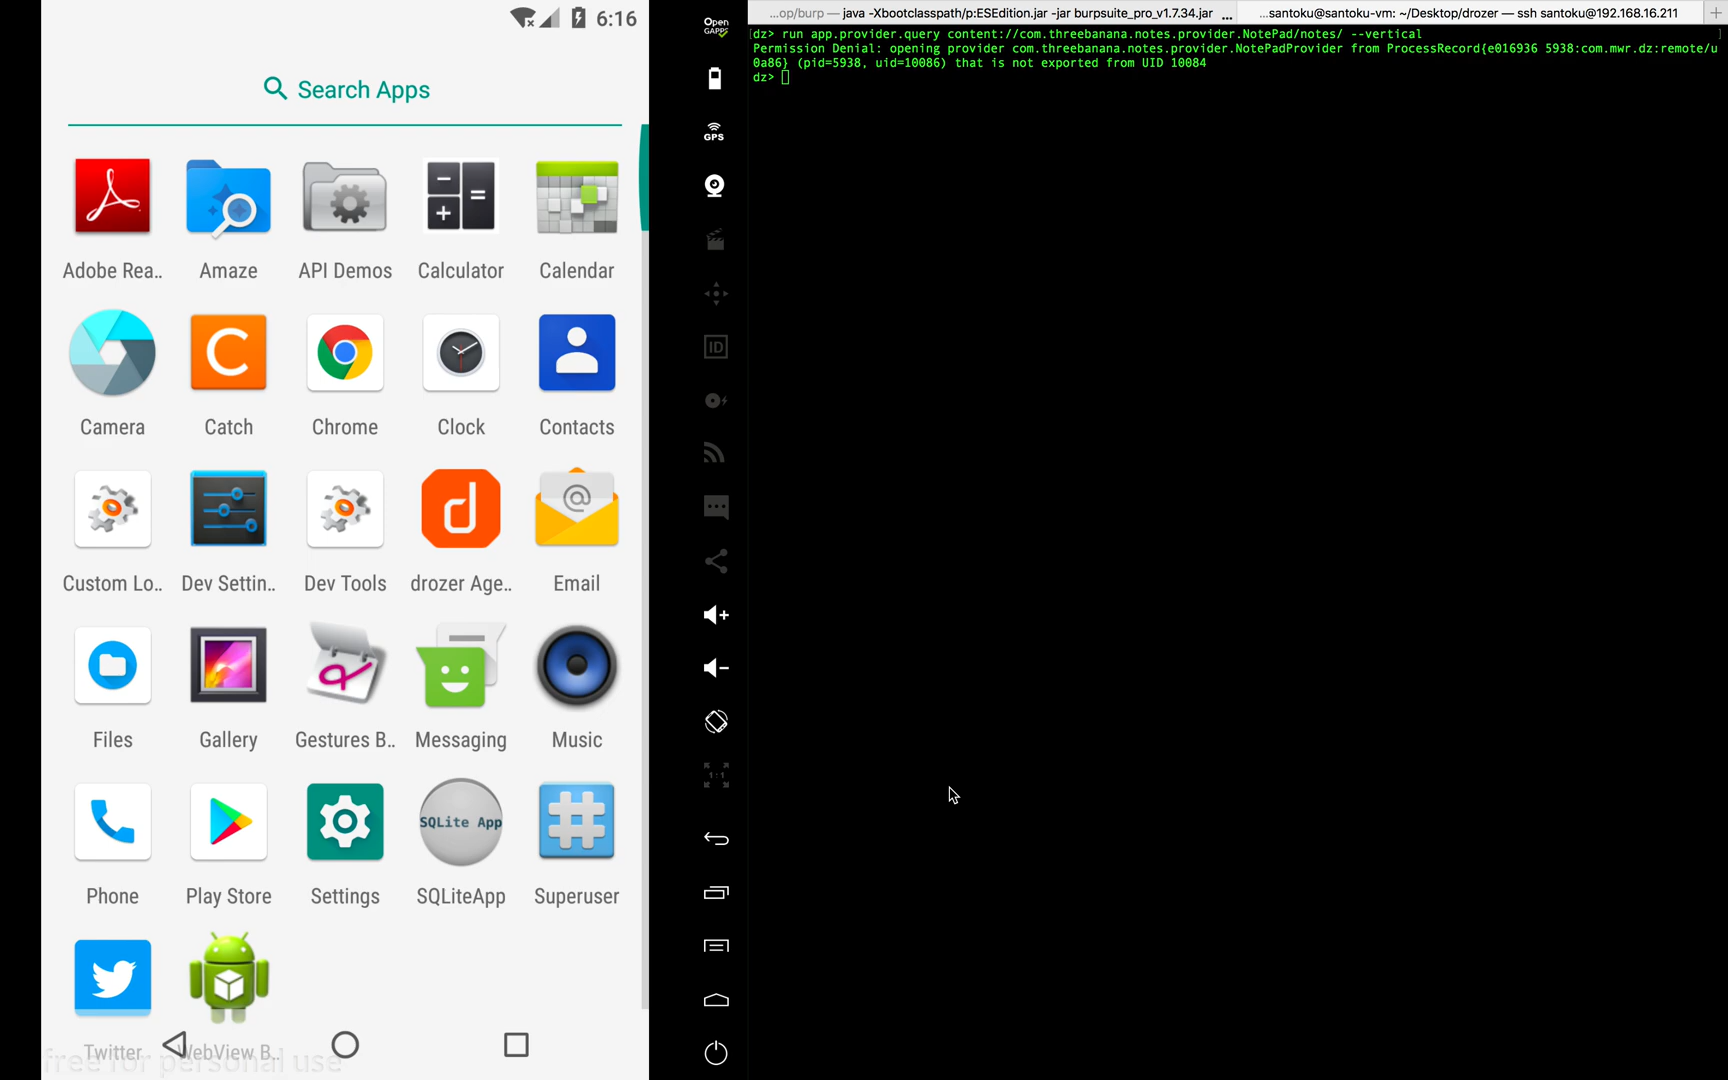 6:16
Search Apps
Adobe Rea..
Amaze
API Demos
Calculator
Calendar
Camera
Catch
Chrome
Clock
Contacts
Custom Lo..
Dev Settin..
Dev Tools
drozer Age..
Email
Files
Gallery
Gestures B..
Messaging
Music
Phone
Play Store
Settings
SQLite App
SQLiteApp
Superuser
Twitter
WebView B..
free for personal use
Open
GAPPS
GPS
ID
1:1
...op/burp — java -Xbootclasspath/p:ESEdition.jar -jar burpsuite_pro_v1.7.34.jar ...
...santoku@santoku-vm: ~/Desktop/drozer — ssh santoku@192.168.16.211
dz> run app.provider.query content://com.threebanana.notes.provider.NotePad/notes/ --vertical
Permission Denial: opening provider com.threebanana.notes.provider.NotePadProvider from ProcessRecord{e016936 5938:com.mwr.dz:remote/u
0a86} (pid=5938, uid=10086) that is not exported from UID 10084
dz>